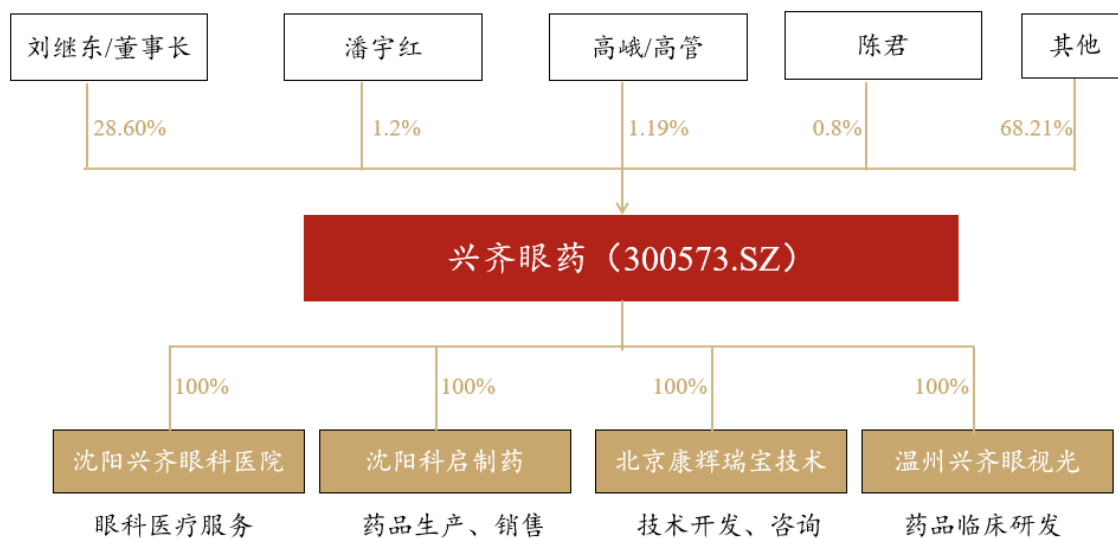 刘继东/董事长
潘宇红
高峨/高管
陈君
其他
28.60%
1.2%
1.19%
0.8%
68.21%
兴齐眼药（300573.SZ）
100%
100%
100%
100%
沈阳兴齐眼科医院
沈阳科启制药
北京康辉瑞宝技术
温州兴齐眼视光
眼科医疗服务
药品生产、销售
技术开发、咨询
药品临床研发